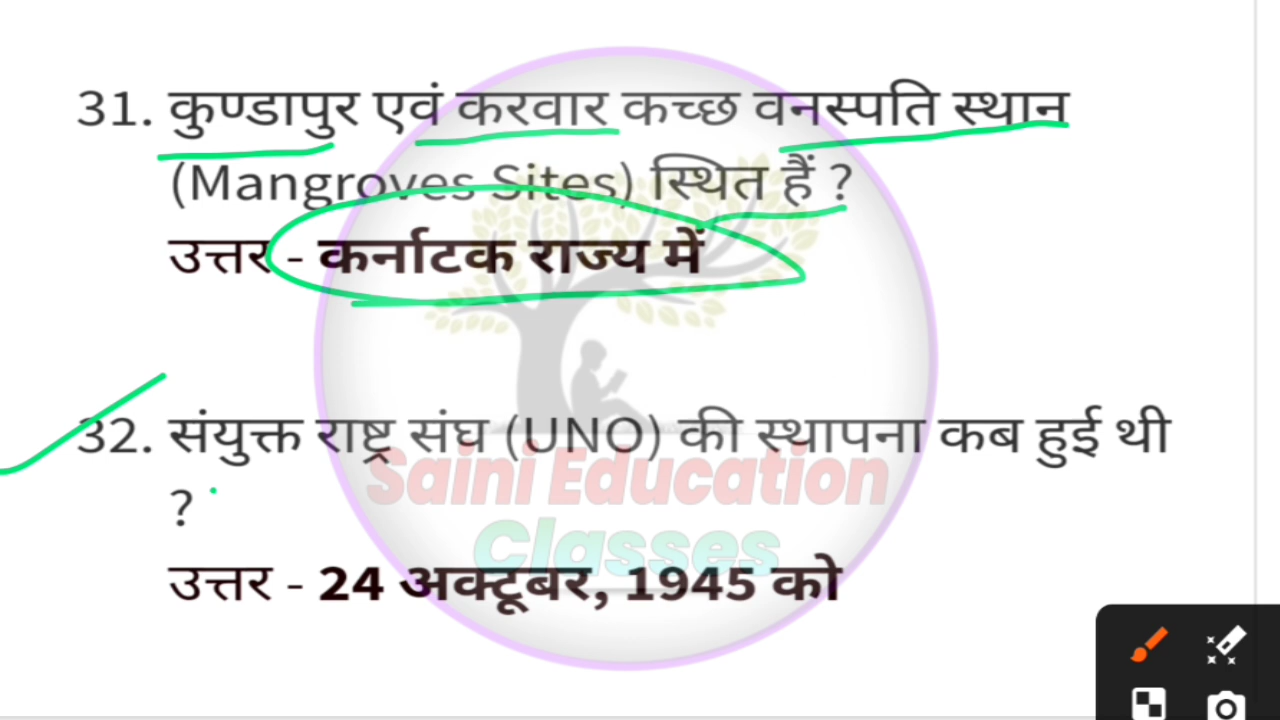 31. कुण्डापुर एवं करवार कच्छ वनस्पति स्थान
(Mangroves Sites) स्थित हैं ?
उत्तर - कर्नाटक राज्य में
32. संयुक्त राष्ट्र संघ (UNO) की स्थापना कब हुई थी
?
Saini Education
Classes
उत्तर - 24 अक्टूबर, 1945 को